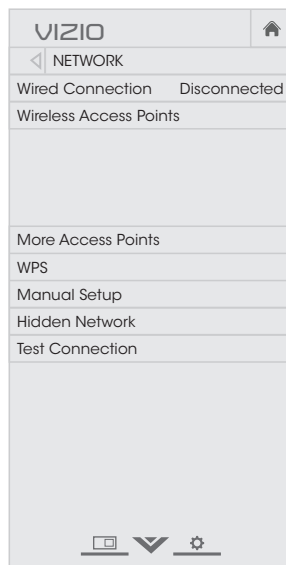 VIZIO
NETWORK
Wired Connection Disconnected
Wireless Access Points
More Access Points
WPS
Manual Setup
Hidden Network
Test Connection